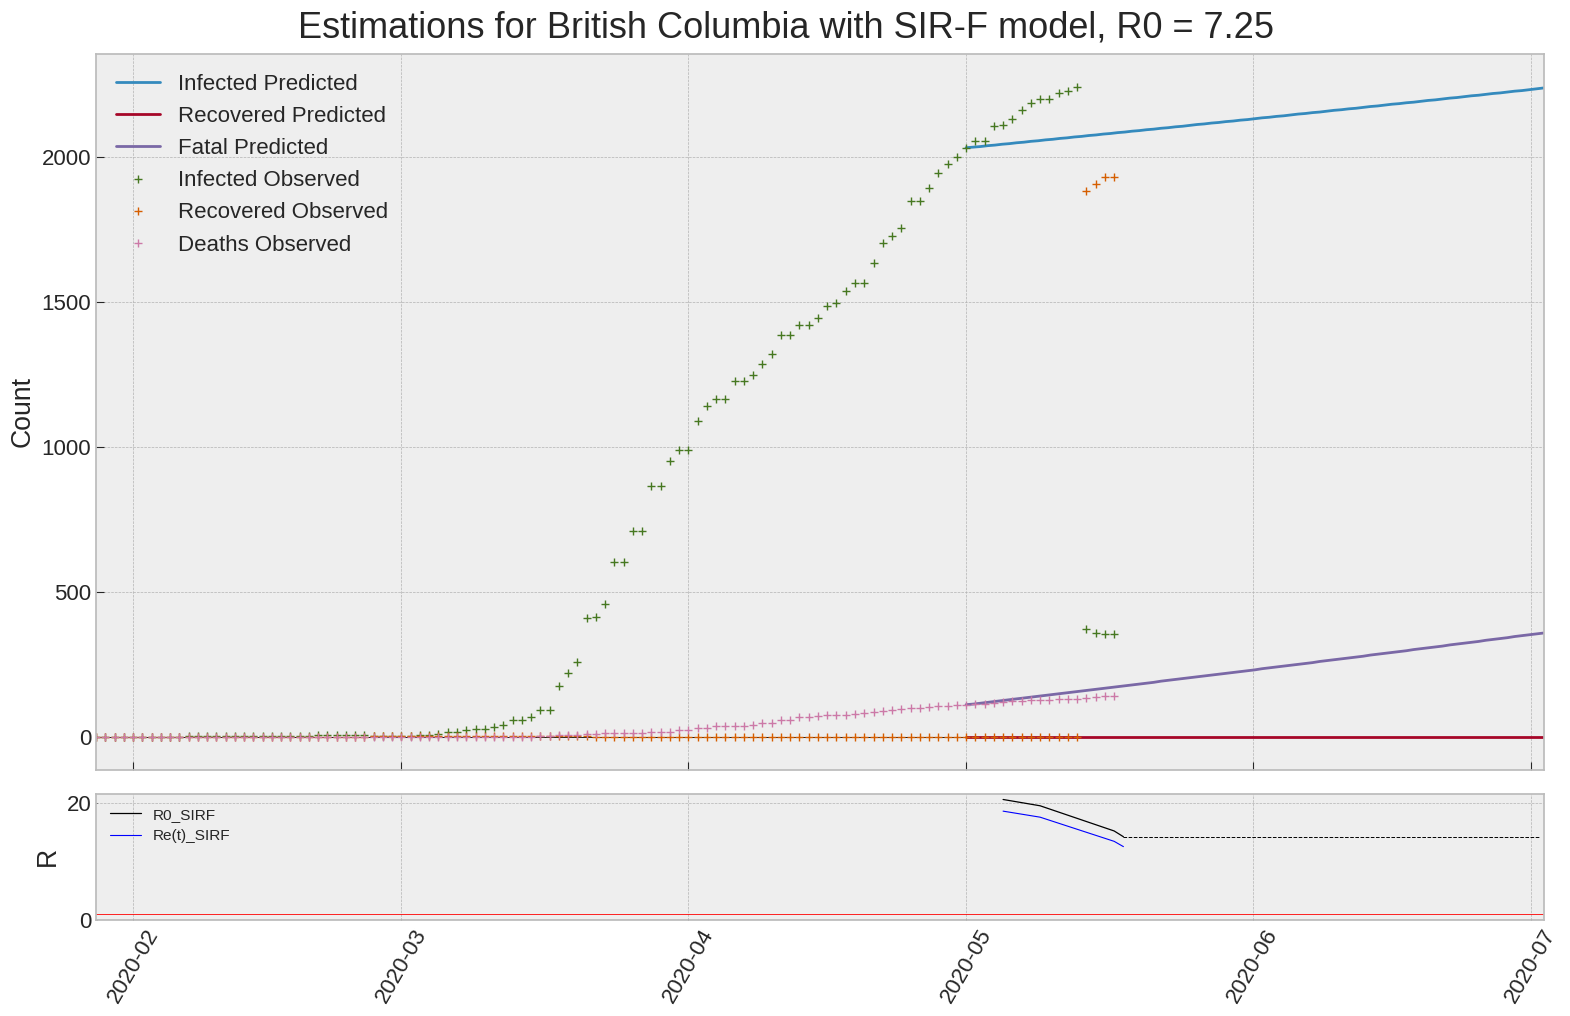 Estimations for British Columbia with SIR-F model, R0 = 7.25
Infected Predicted
Recovered Predicted
Fatal Predicted
Infected Observed
Recovered Observed
Deaths Observed
2000
1500
1000
500
0
Count
R0_SIRF
Re(t)_SIRF
20
0
R
2020-02
2020-03
2020-04
2020-05
2020-06
2020-07